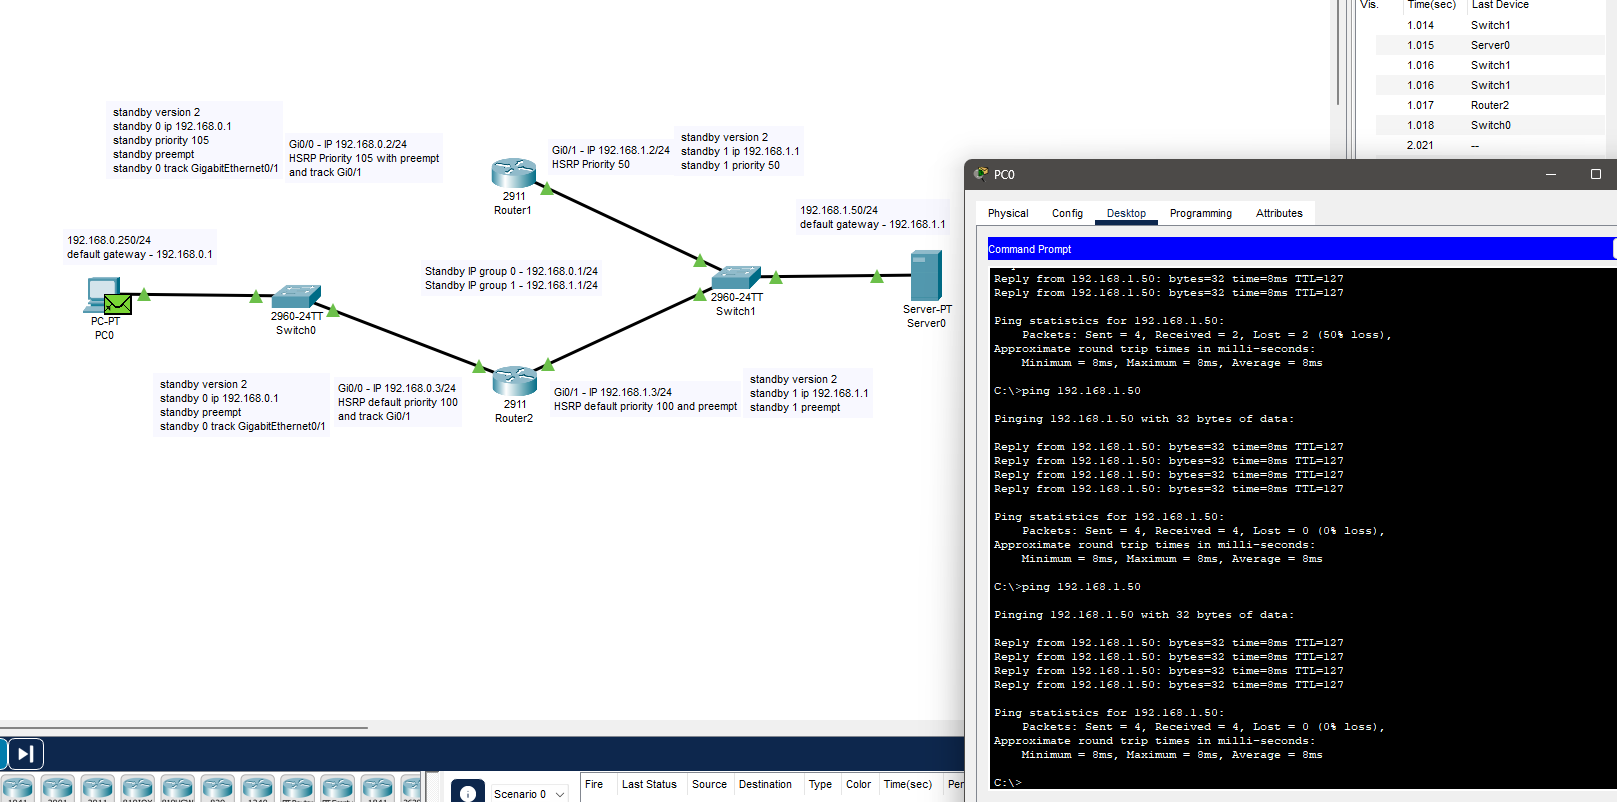 Vis. Time(sec) Last Device
1.014 Switch1
1.015 Server0
1.016 Switch1
1.016 Switch1
1.017 Router2
1.018 Switch0
2.021 --
standby version 2
standby 0 ip 192.168.0.1
standby priority 105
standby preempt
standby 0 track GigabitEthernet0/1
Gi0/0 - IP 192.168.0.2/24
HSRP Priority 105 with preempt
and track Gi0/1
Gi0/1 - IP 192.168.1.2/24
HSRP Priority 50
standby version 2
standby 1 ip 192.168.1.1
standby 1 priority 50
2911
Router1
192.168.1.50/24
default gateway - 192.168.1.1
192.168.0.250/24
default gateway - 192.168.0.1
Standby IP group 0 - 192.168.0.1/24
Standby IP group 1 - 192.168.1.1/24
PC-PT
PC0
2960-24TT
Switch0
2960-24TT
Switch1
Server-PT
Server0
standby version 2
standby 0 ip 192.168.0.1
standby preempt
standby 0 track GigabitEthernet0/1
Gi0/0 - IP 192.168.0.3/24
HSRP default priority 100
and track Gi0/1
2911
Router2
Gi0/1 - IP 192.168.1.3/24
HSRP default priority 100 and preempt
standby version 2
standby 1 ip 192.168.1.1
standby 1 preempt
PC0
Physical Config Desktop Programming Attributes
Command Prompt
Reply from 192.168.1.50: bytes=32 time=8ms TTL=127
Reply from 192.168.1.50: bytes=32 time=8ms TTL=127
Ping statistics for 192.168.1.50:
Packets: Sent = 4, Received = 2, Lost = 2 (50% loss),
Approximate round trip times in milli-seconds:
Minimum = 8ms, Maximum = 8ms, Average = 8ms
C:\>ping 192.168.1.50
Pinging 192.168.1.50 with 32 bytes of data:
Reply from 192.168.1.50: bytes=32 time=8ms TTL=127
Reply from 192.168.1.50: bytes=32 time=8ms TTL=127
Reply from 192.168.1.50: bytes=32 time=8ms TTL=127
Reply from 192.168.1.50: bytes=32 time=8ms TTL=127
Ping statistics for 192.168.1.50:
Packets: Sent = 4, Received = 4, Lost = 0 (0% loss),
Approximate round trip times in milli-seconds:
Minimum = 8ms, Maximum = 8ms, Average = 8ms
C:\>ping 192.168.1.50
Pinging 192.168.1.50 with 32 bytes of data:
Reply from 192.168.1.50: bytes=32 time=8ms TTL=127
Reply from 192.168.1.50: bytes=32 time=8ms TTL=127
Reply from 192.168.1.50: bytes=32 time=8ms TTL=127
Reply from 192.168.1.50: bytes=32 time=8ms TTL=127
Ping statistics for 192.168.1.50:
Packets: Sent = 4, Received = 4, Lost = 0 (0% loss),
Approximate round trip times in milli-seconds:
Minimum = 8ms, Maximum = 8ms, Average = 8ms
C:\>
Scenario 0
Fire Last Status Source Destination Type Color Time(sec) Per